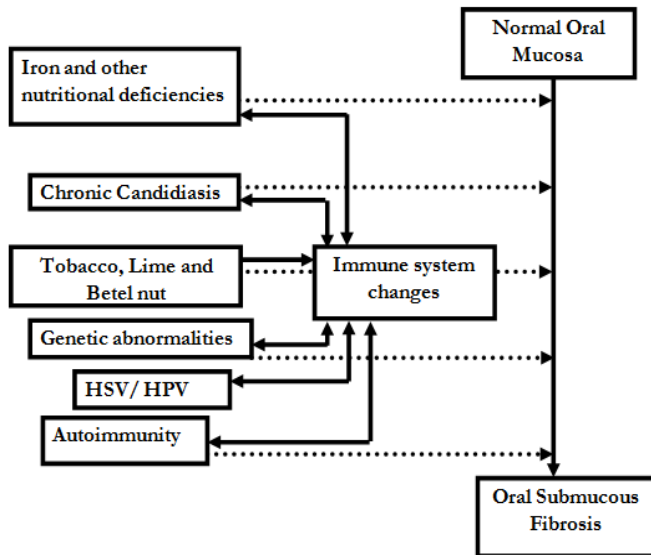 Normal Oral
Mucosa
Iron and other
nutritional deficiencies
Chronic Candidiasis
Tobacco, Lime and
Betel nut
Immune system
changes
Genetic abnormalities
HSV/ HPV
Autoimmunity
Oral Submucous
Fibrosis